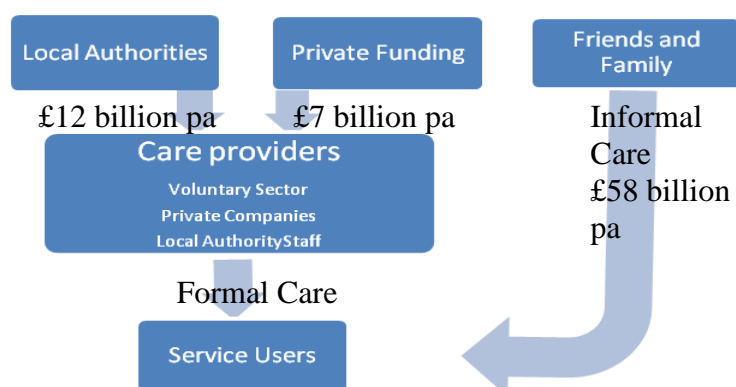 Local Authorities
Private Funding
Friends and
Family
£12 billion pa
£7 billion pa
Informal
Care
£58 billion
pa
Care providers
Voluntary Sector
Private Companies
Local AuthorityStaff
Formal Care
Service Users